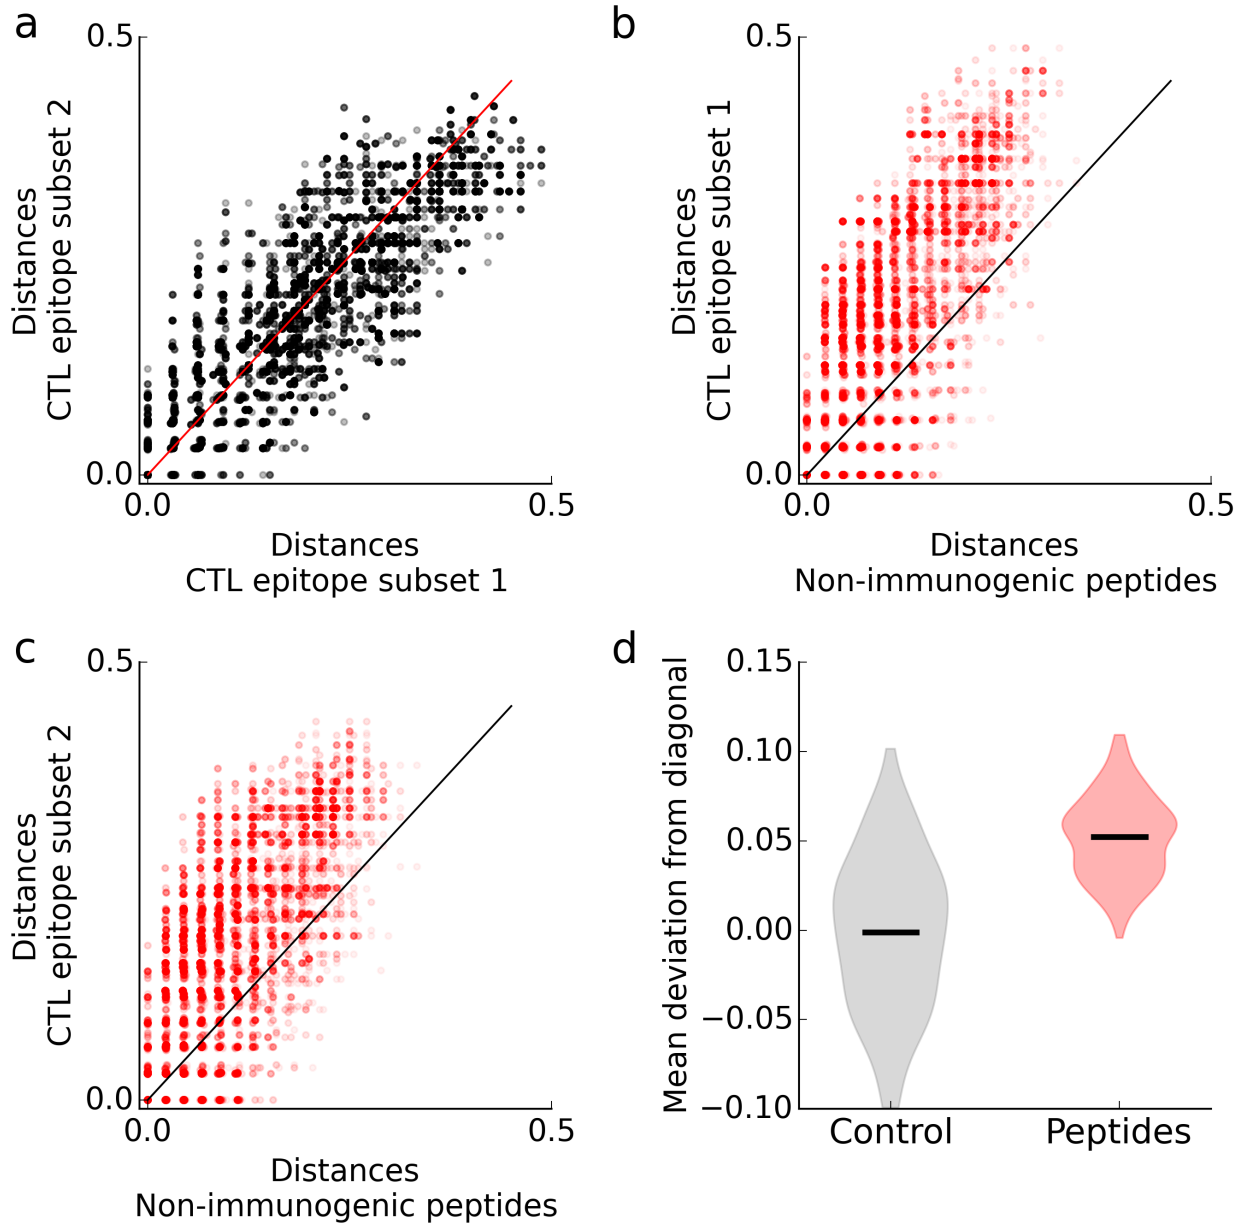 a
0.5
Distances
CTL epitope subset 2
0.0
0.0
0.5
Distances
CTL epitope subset 1
b
0.5
Distances
CTL epitope subset 1
0.0
0.0
0.5
Distances
Non-immunogenic peptides
c
0.5
Distances
CTL epitope subset 2
0.0
0.0
0.5
Distances
Non-immunogenic peptides
d
Mean deviation from diagonal
0.15
0.10
0.05
0.00
−0.05
−0.10
Control
Peptides